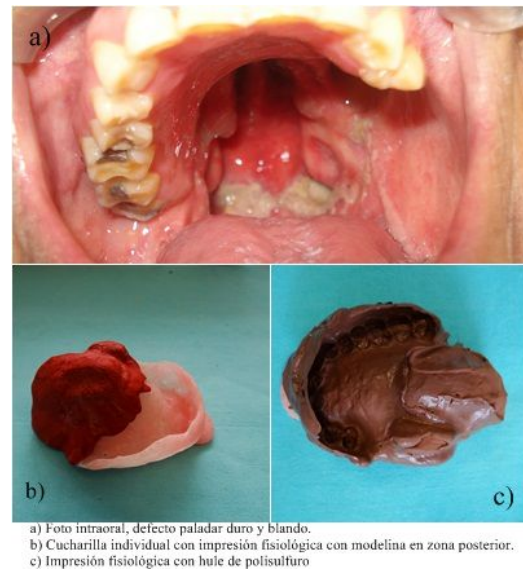 a)
b)
c)
a) Foto intraoral, defecto paladar duro y blando.
b) Cucharilla individual con impresión fisiológica con modelina en zona posterior.
c) Impresión fisiológica con hule de polisulfuro